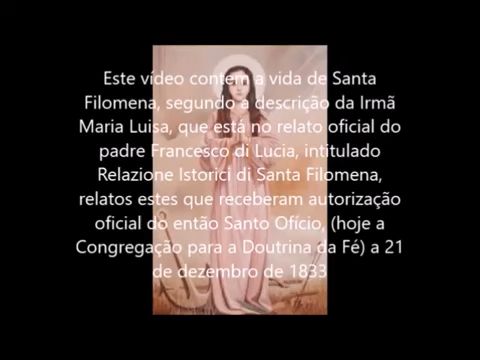 Este vídeo contem a vida de Santa
Filomena, segundo a descrição da Irmã
Maria Luisa, que está no relato oficial do
padre Francesco di Lucia, intitulado
Relazione Istorici di Santa Filomena,
relatos estes que receberam autorização
oficial do então Santo Ofício, (hoje a
Congregação para a Doutrina da Fé) a 21
de dezembro de 1833